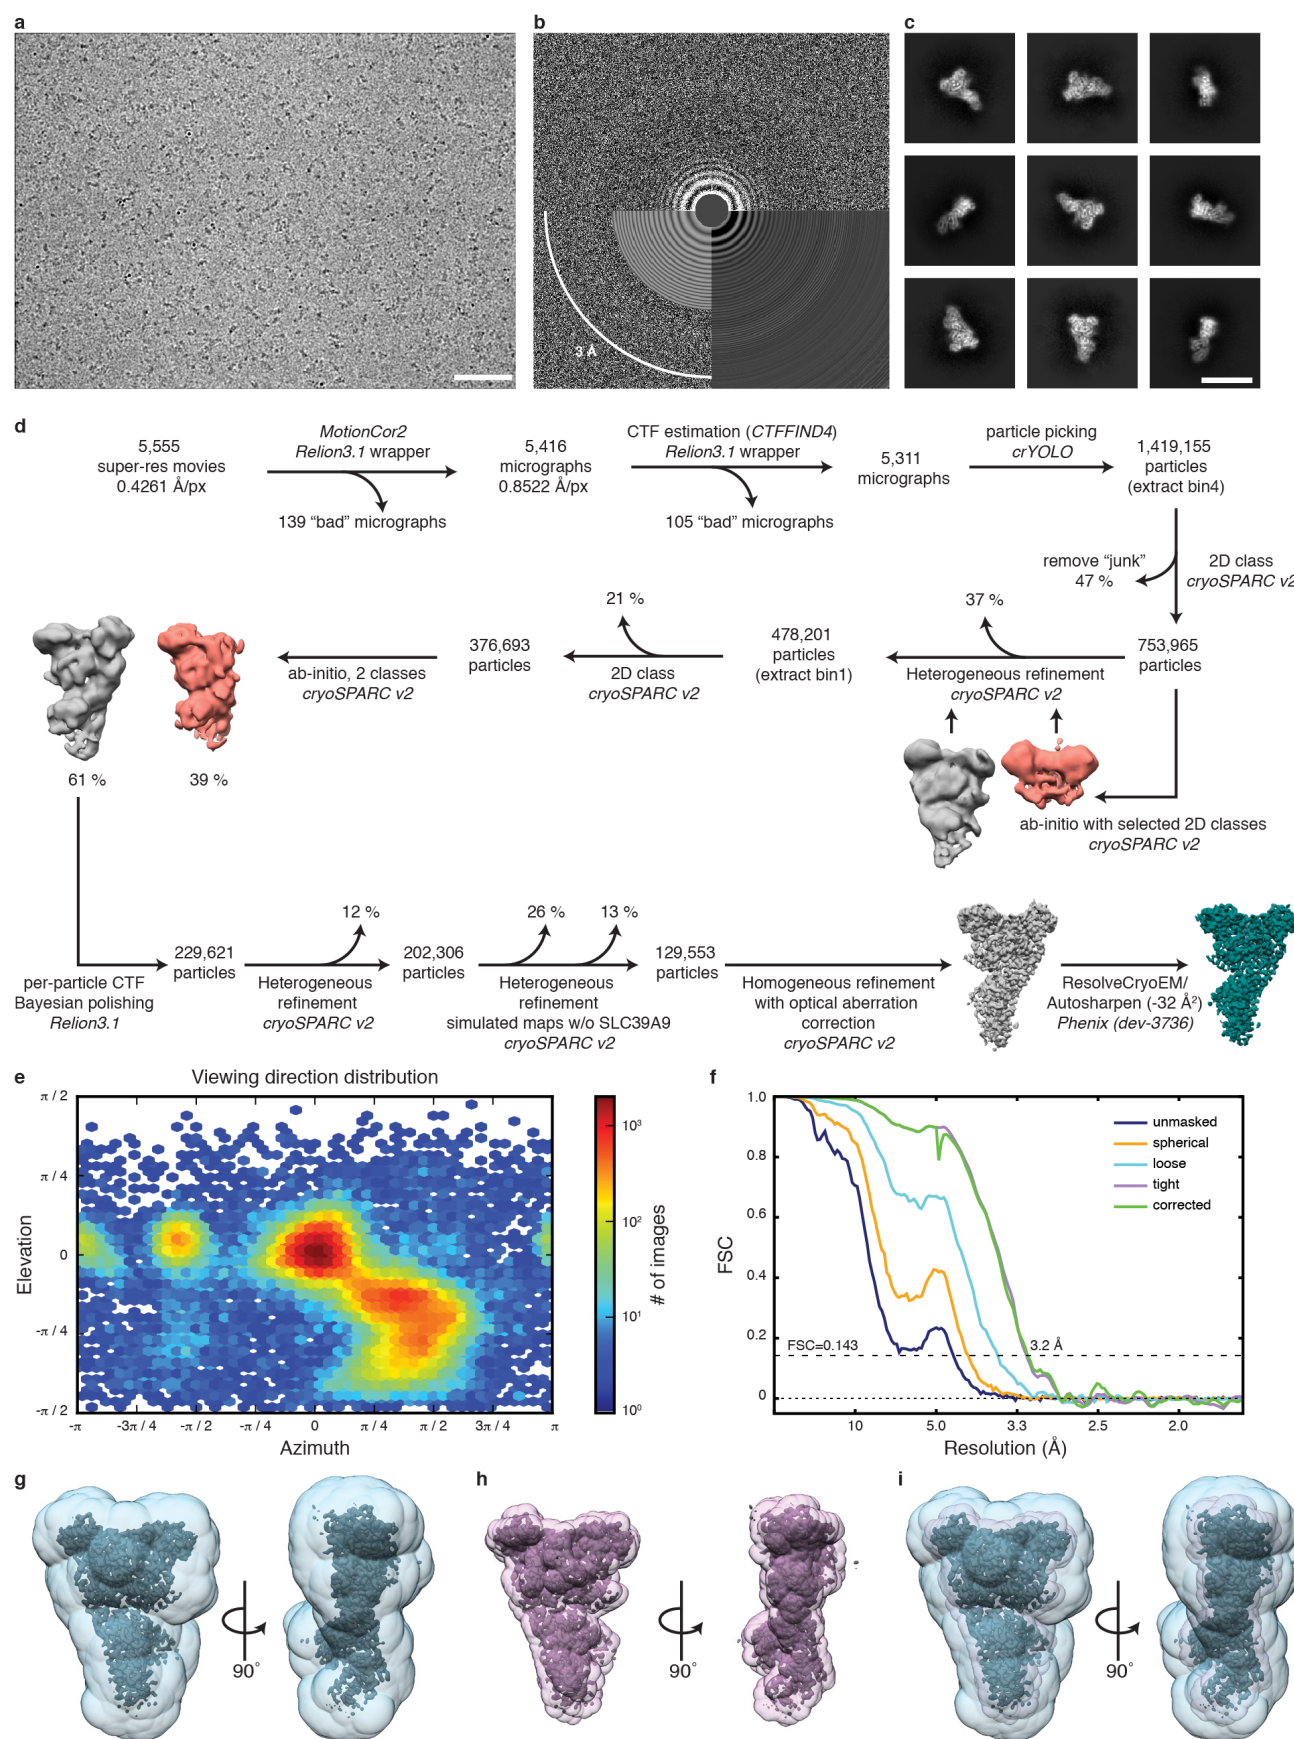 a
b
c
3 Å
d
5,555
super-res movies
0.4261 Å/px
MotionCor2
Relion3.1 wrapper
139 “bad” micrographs
5,416
micrographs
0.8522 Å/px
CTF estimation (CTFFIND4)
Relion3.1 wrapper
105 “bad” micrographs
5,311
micrographs
particle picking
crYOLO
1,419,155
particles
(extract bin4)
remove “junk”
47 %
2D class
cryoSPARC v2
753,965
particles
37 %
Heterogeneous refinement
cryoSPARC v2
ab-initio with selected 2D classes
cryoSPARC v2
478,201
particles
(extract bin1)
21 %
2D class
cryoSPARC v2
376,693
particles
ab-initio, 2 classes
cryoSPARC v2
61 %
39 %
per-particle CTF
Bayesian polishing
Relion3.1
229,621
particles
12 %
Heterogeneous
refinement
cryoSPARC v2
202,306
particles
26 %
13 %
Heterogeneous
refinement
simulated maps w/o SLC39A9
cryoSPARC v2
129,553
particles
Homogeneous refinement
with optical aberration
correction
cryoSPARC v2
ResolveCryoEM/
Autosharpen (-32 Å²)
Phenix (dev-3736)
e
Viewing direction distribution
π / 2
π / 4
0
-π / 4
-π / 2
Elevation
-π
-3π / 4
-π / 2
0
π / 4
π / 2
3π / 4
π
Azimuth
10³
10²
10¹
10⁰
# of images
f
1.0
0.8
0.6
0.4
0.2
0
FSC
unmasked
spherical
loose
tight
corrected
FSC=0.143
3.2 Å
10
5.0
3.3
2.5
2.0
Resolution (Å)
g
90°
h
90°
i
90°